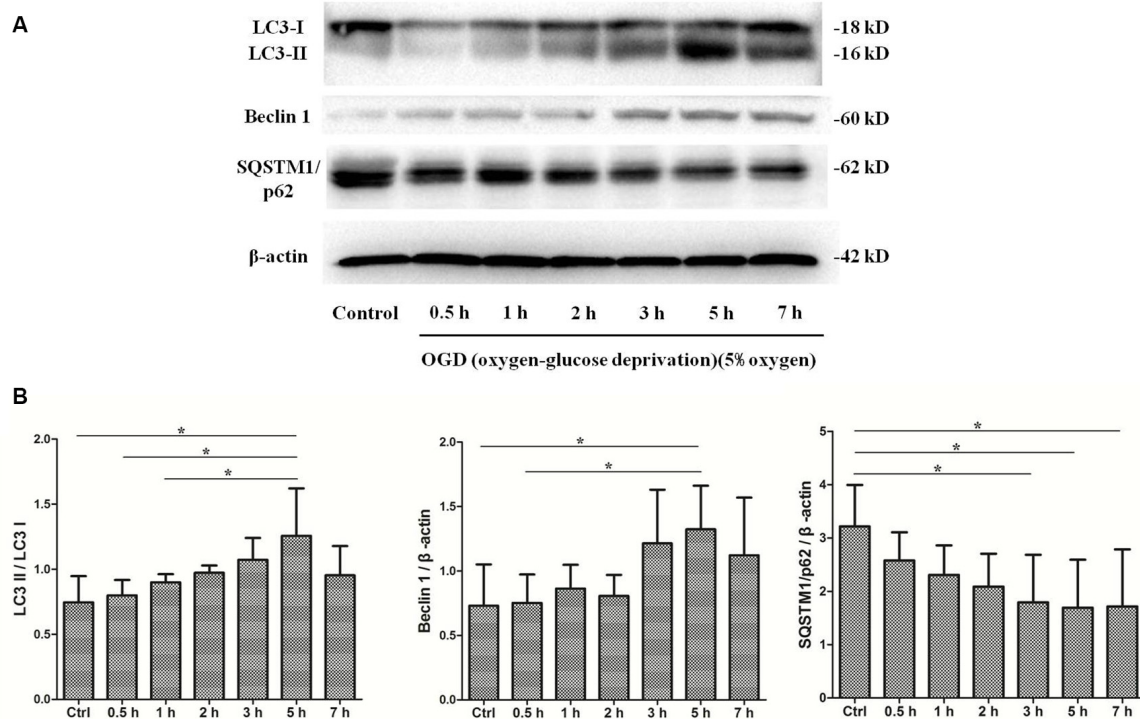 A
LC3-I
-18 kD
LC3-II
-16 kD
Beclin 1
-60 kD
SQSTM1/
p62
-62 kD
β-actin
-42 kD
Control 0.5 h 1 h 2 h 3 h 5 h 7 h
OGD (oxygen-glucose deprivation)(5% oxygen)
B
LC3 II / LC3 I
2.0
1.5
1.0
0.5
0.0
*
*
*
Ctrl 0.5 h 1 h 2 h 3 h 5 h 7 h
Beclin 1 / β -actin
2.0
1.5
1.0
0.5
0.0
*
*
Ctrl 0.5 h 1 h 2 h 3 h 5 h 7 h
SQSTM1/p62 / β -actin
5
4
3
2
1
0
*
*
*
Ctrl 0.5 h 1 h 2 h 3 h 5 h 7 h